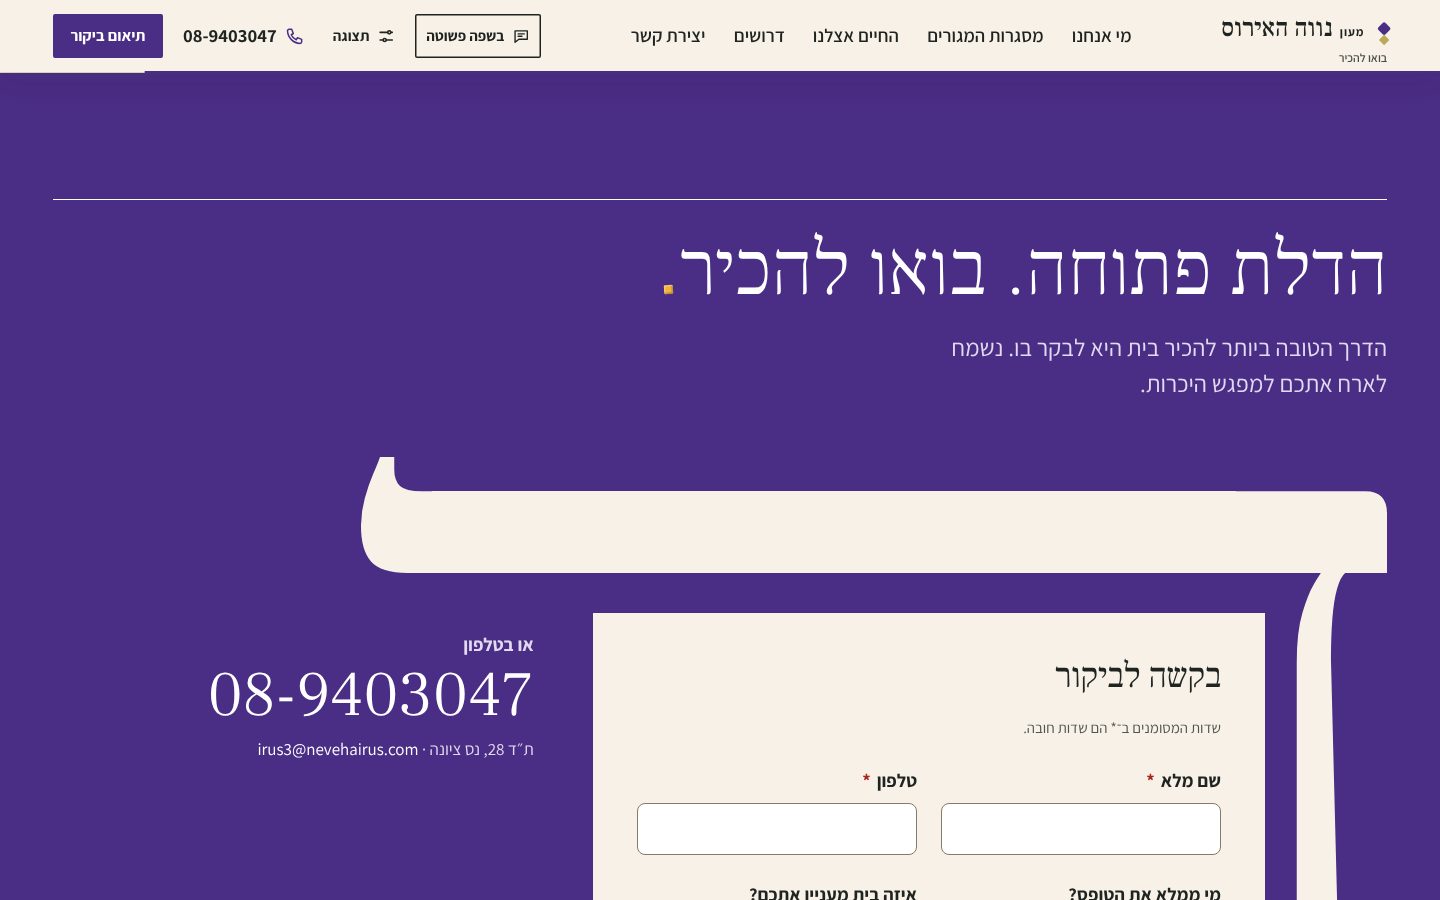 מעון נווה האירוס
בואו להכיר
מי אנחנו
מסגרות המגורים
החיים אצלנו
דרושים
יצירת קשר
בשפה פשוטה
תצוגה
08-9403047
תיאום ביקור
הדלת פתוחה. בואו להכיר.
הדרך הטובה ביותר להכיר בית היא לבקר בו. נשמח
לארח אתכם למפגש היכרות.
בקשה לביקור
שדות המסומנים ב־* הם שדות חובה.
שם מלא *
טלפון *
מי ממלא את הטופס?
איזה בית מעניין אתכם?
או בטלפון
08-9403047
ת״ד 28, נס ציונה · irus3@nevehairus.com